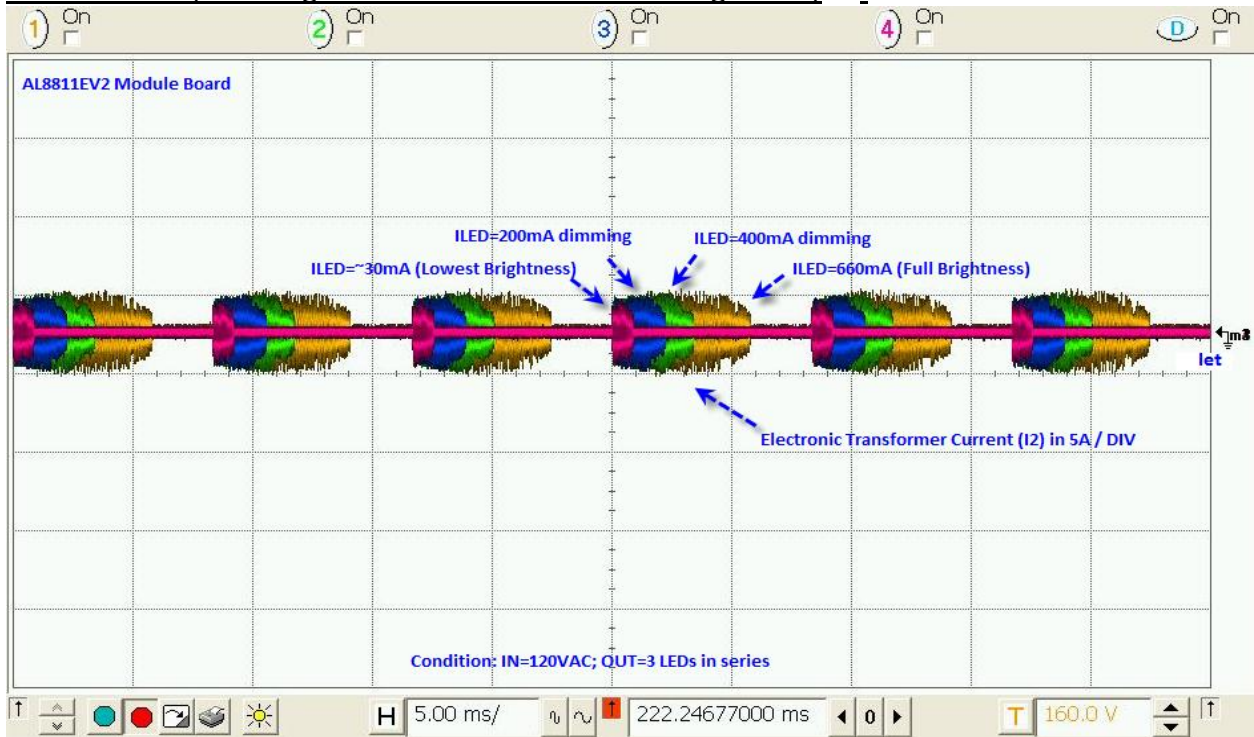 1 On 2 On 3 On 4 On D On
AL8811EV2 Module Board
ILED=200mA dimming
ILED=400mA dimming
ILED=~30mA (Lowest Brightness)
ILED=660mA (Full Brightness)
let
Electronic Transformer Current (I2) in 5A / DIV
Condition: IN=120VAC; OUT=3 LEDs in series
H 5.00 ms/ 222.24677000 ms 0 T 160.0 V